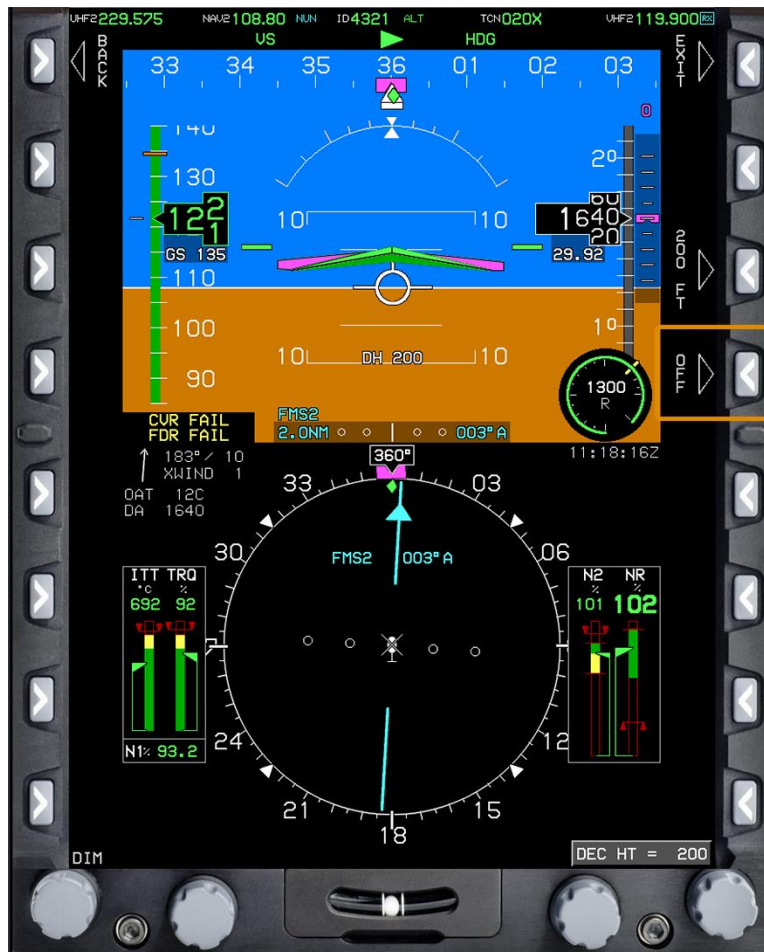 VHF2 229.575 NAV2 108.80 NUN ID 4321 ALT TCN 020X VHF2 119.900 RX
VS HDG
BACK
EXIT
33 34 35 36 01 02 03
0
140
130
122
1
GS 135
110
100
90
10 10
10 10
DH 200
60
1640
20
29.92
20
10
200 FT
OFF
1300
R
CVR FAIL
FDR FAIL
FMS2
2.0NM 003° A
11:18:16Z
183°/ 10
XWIND 1
OAT 12C
DA 1640
360°
33 03
30 06
24 12
21 15
18
FMS2 003° A
ITT TRQ
°C %
692 92
N1% 93.2
N2 NR
% %
101 102
DIM
DEC HT = 200